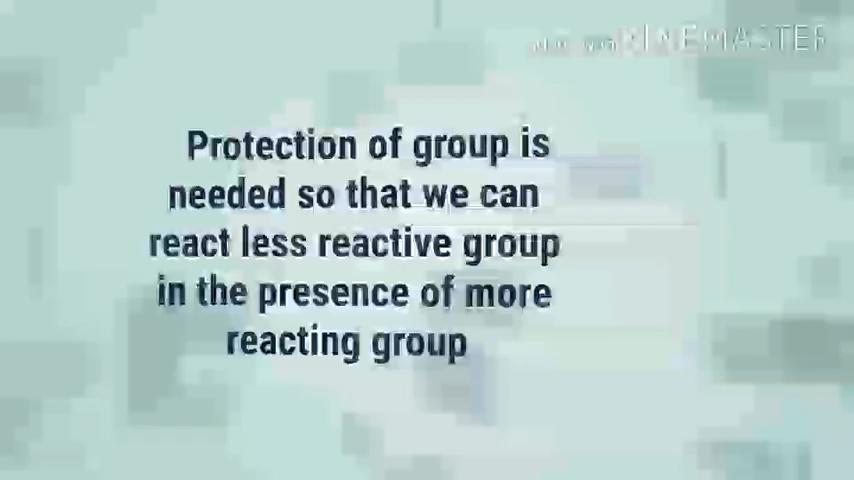 KINEMASTER
Protection of group is
needed so that we can
react less reactive group
in the presence of more
reacting group